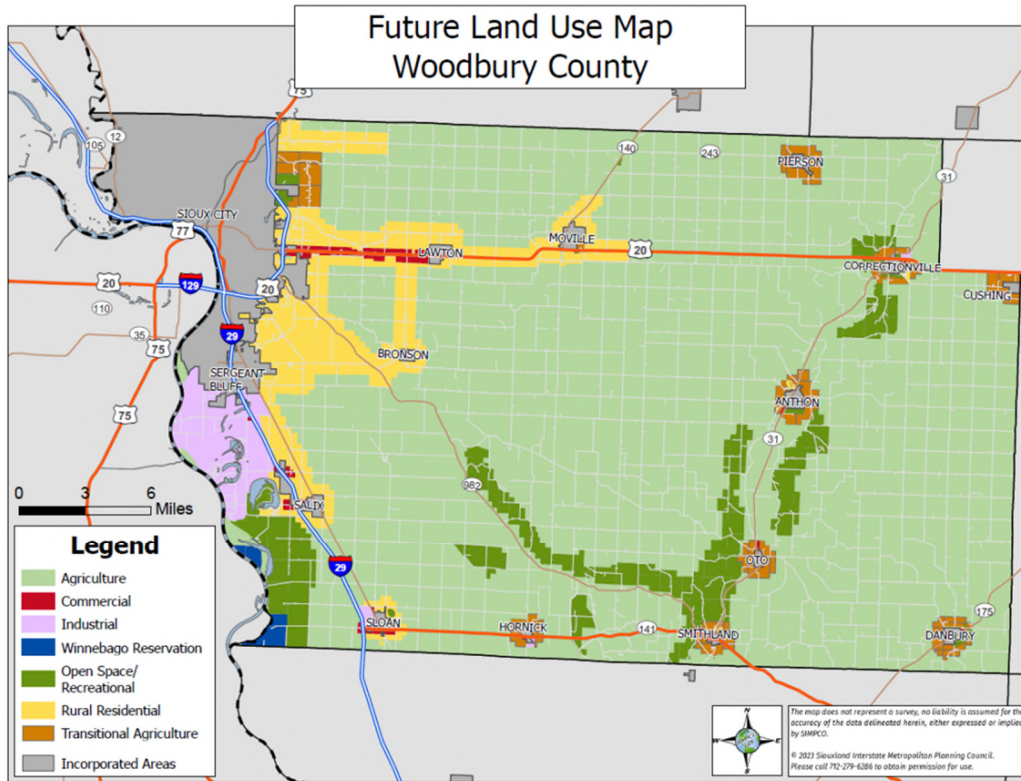 Future Land Use Map
Woodbury County
75
12
105
140
243
PIERSON
31
SIOUX CITY
77
MOVILLE
LAWTON
20
CORRECTIONVILLE
20
129
20
CUSHING
110
29
35
75
BRONSON
SERGEANT
BLUFF
ANTHON
75
31
982
0 3 6
Miles
SALIX
Legend
Agriculture
Commercial
Industrial
Winnebago Reservation
Open Space/
Recreational
Rural Residential
Transitional Agriculture
Incorporated Areas
OTO
29
175
SLOAN
HORNICK
141
SMITHLAND
DANBURY
N
W
E
S
The map does not represent a survey, no liability is assumed for the
accuracy of the data delineated herein, either expressed or implied
by SIMPCO.
© 2023 Siouxland Interstate Metropolitan Planning Council.
Please call 712-279-6286 to obtain permission for use.